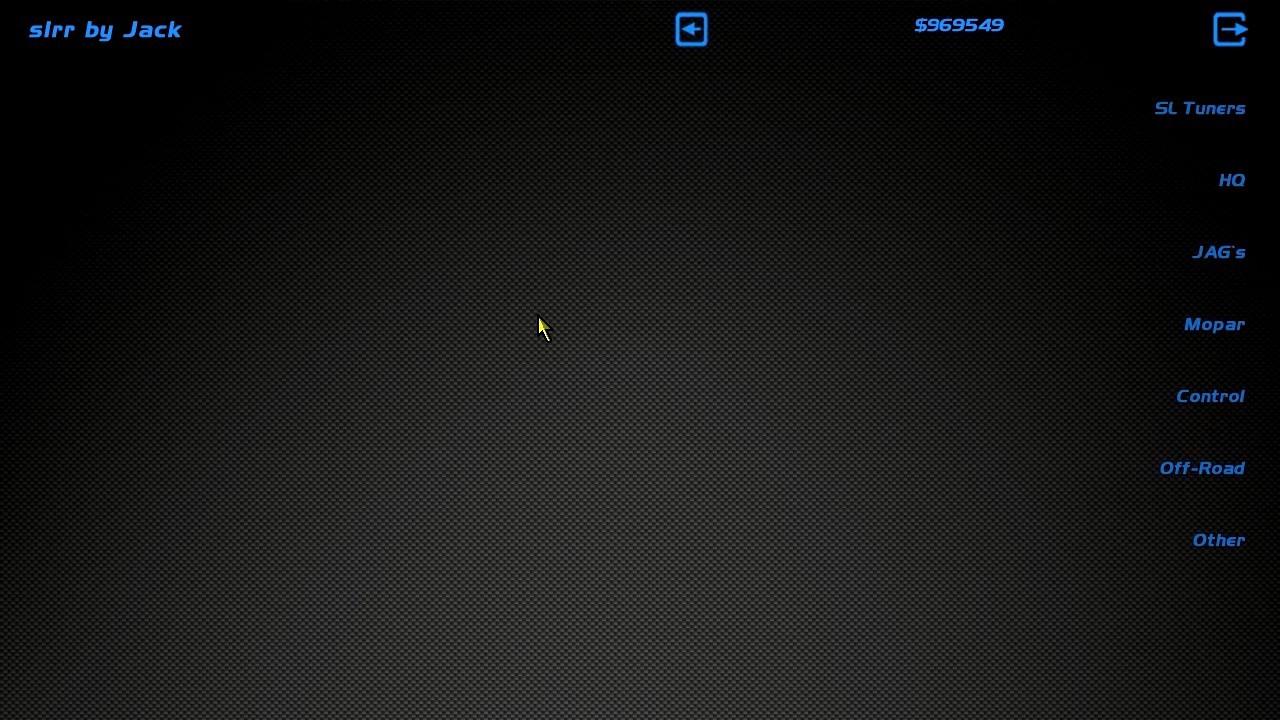 slrr by Jack
$969549
SL Tuners
HQ
JAG`s
Mopar
Control
Off-Road
Other